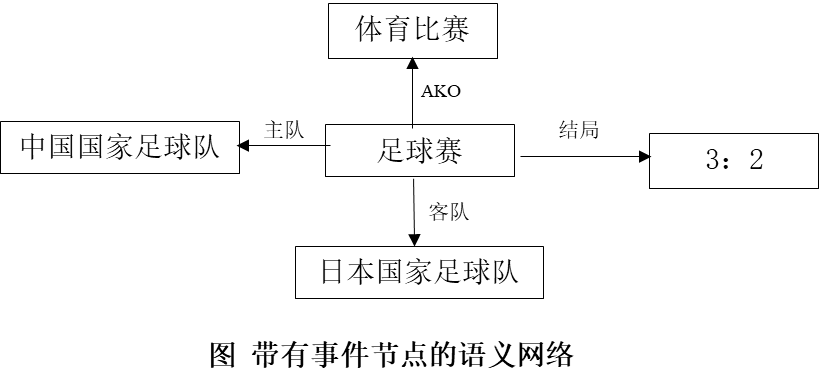 体育比赛
AKO
中国国家足球队
主队
足球赛
结局
3：2
客队
日本国家足球队
图 带有事件节点的语义网络